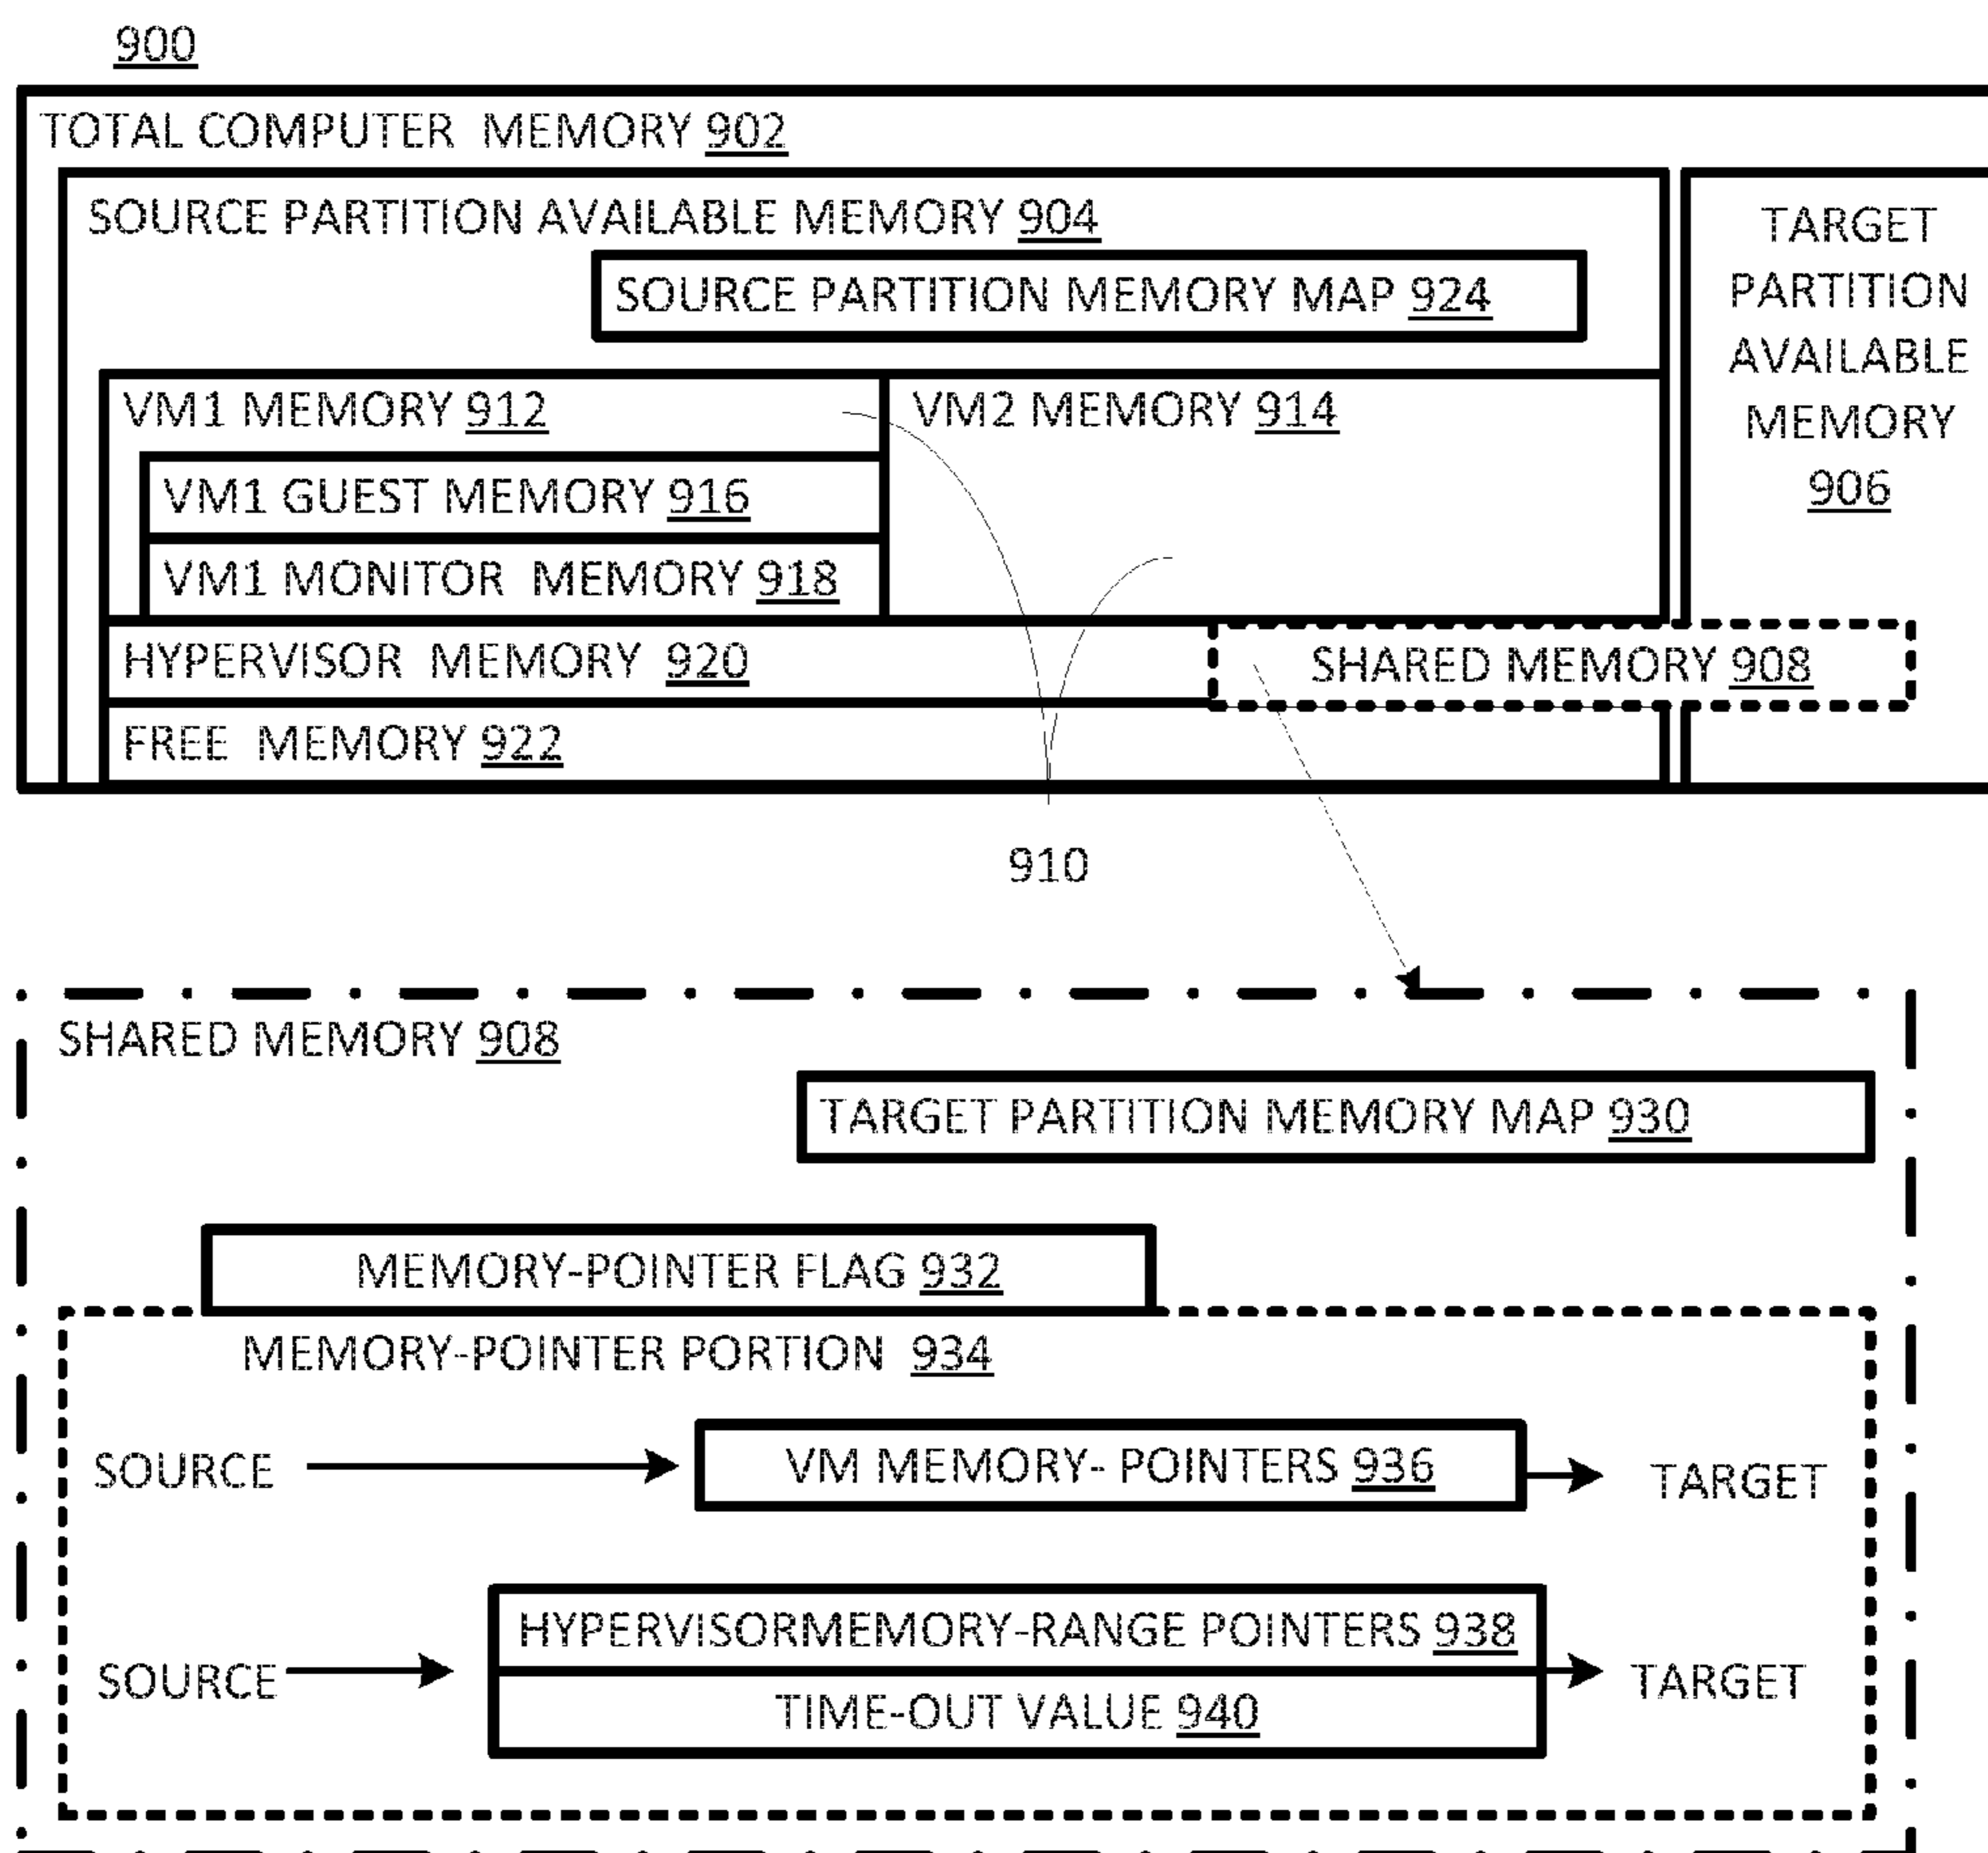 900
TOTAL COMPUTER MEMORY 902
SOURCE PARTITION AVAILABLE MEMORY 904
SOURCE PARTITION MEMORY MAP 924
TARGET
PARTITION
AVAILABLE
MEMORY
906
VM1 MEMORY 912
VM2 MEMORY 914
VM1 GUEST MEMORY 916
VM1 MONITOR MEMORY 918
HYPERVISOR MEMORY 920
SHARED MEMORY 908
FREE MEMORY 922
910
SHARED MEMORY 908
TARGET PARTITION MEMORY MAP 930
MEMORY-POINTER FLAG 932
MEMORY-POINTER PORTION 934
SOURCE
VM MEMORY- POINTERS 936
TARGET
HYPERVISORMEMORY-RANGE POINTERS 938
SOURCE
TARGET
TIME-OUT VALUE 940